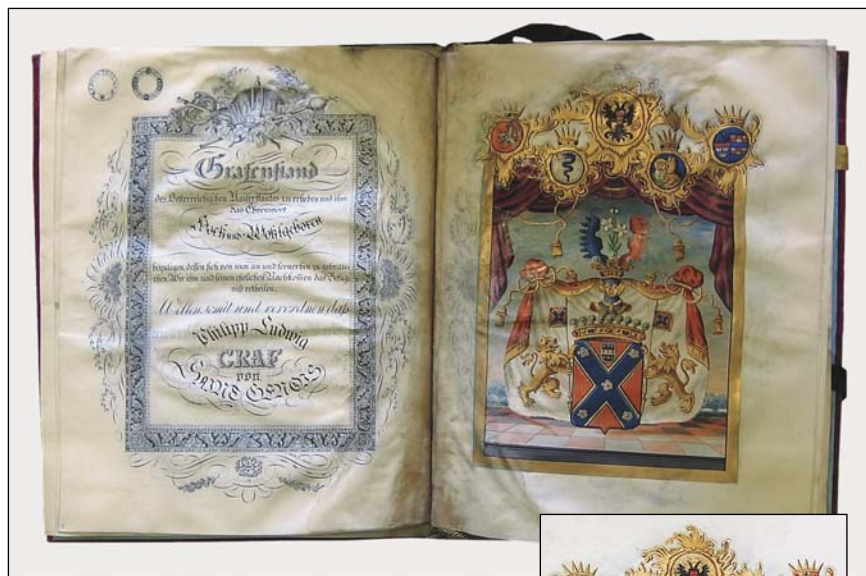 Grafenstand
des Österreichischen Kaiserstaates zu erheben und ihm
das Ehrenwort
Hoch und Wohlgeboren
beizulegen, dessen sich von nun an und fernerhin zu gebrau-
chen Wir ihm und seinen ehelichen Nachkommen das Befug-
niß ertheilen.
Wollen somit und verordnen daß
Philipp Ludwig
GRAF
von
SAINT GENOIS